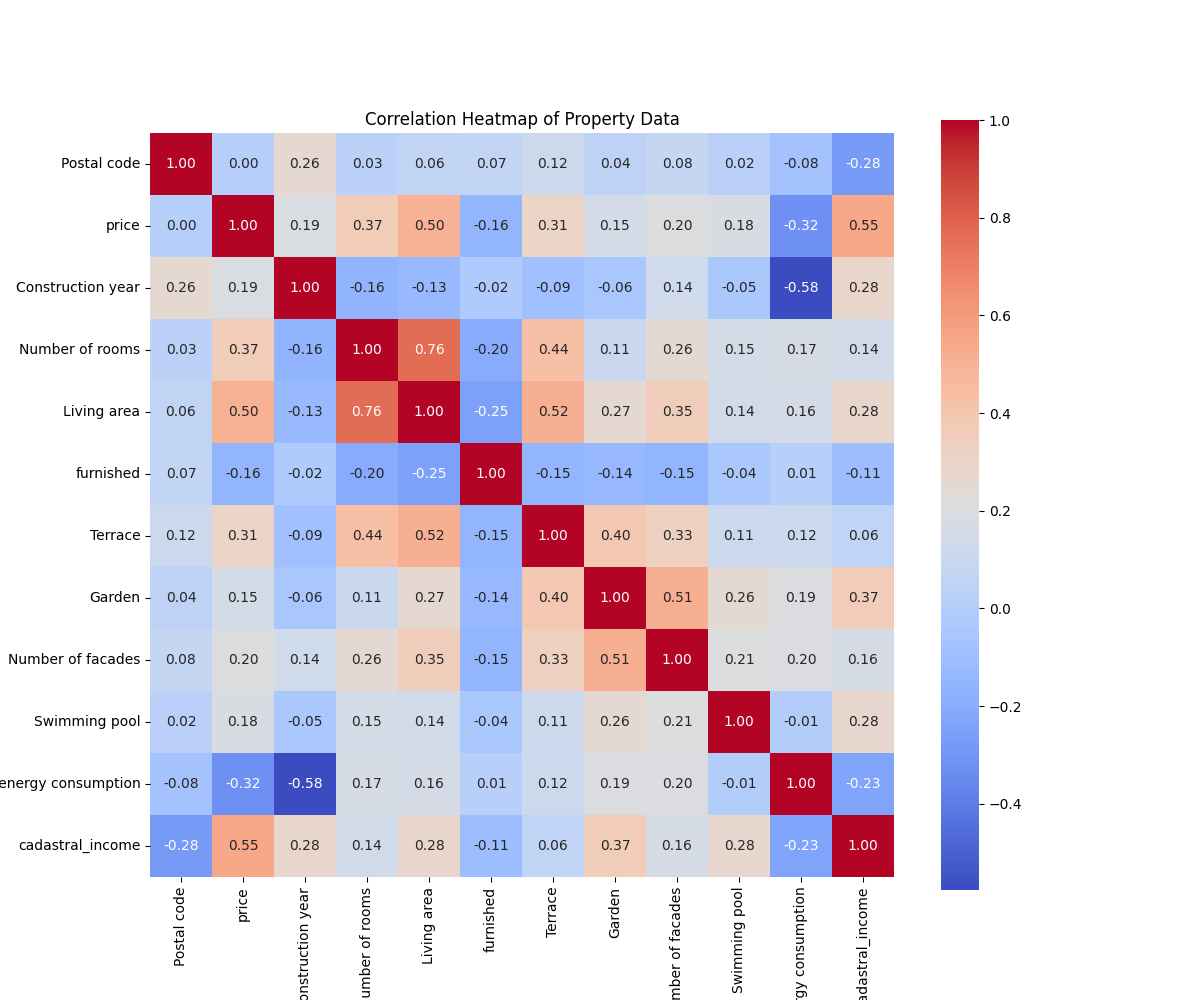 Correlation Heatmap of Property Data
Postal code 1.00 0.00 0.26 0.03 0.06 0.07 0.12 0.04 0.08 0.02 -0.08 -0.28
price 0.00 1.00 0.19 0.37 0.50 -0.16 0.31 0.15 0.20 0.18 -0.32 0.55
Construction year 0.26 0.19 1.00 -0.16 -0.13 -0.02 -0.09 -0.06 0.14 -0.05 -0.58 0.28
Number of rooms 0.03 0.37 -0.16 1.00 0.76 -0.20 0.44 0.11 0.26 0.15 0.17 0.14
Living area 0.06 0.50 -0.13 0.76 1.00 -0.25 0.52 0.27 0.35 0.14 0.16 0.28
furnished 0.07 -0.16 -0.02 -0.20 -0.25 1.00 -0.15 -0.14 -0.15 -0.04 0.01 -0.11
Terrace 0.12 0.31 -0.09 0.44 0.52 -0.15 1.00 0.40 0.33 0.11 0.12 0.06
Garden 0.04 0.15 -0.06 0.11 0.27 -0.14 0.40 1.00 0.51 0.26 0.19 0.37
Number of facades 0.08 0.20 0.14 0.26 0.35 -0.15 0.33 0.51 1.00 0.21 0.20 0.16
Swimming pool 0.02 0.18 -0.05 0.15 0.14 -0.04 0.11 0.26 0.21 1.00 -0.01 0.28
energy consumption -0.08 -0.32 -0.58 0.17 0.16 0.01 0.12 0.19 0.20 -0.01 1.00 -0.23
cadastral_income -0.28 0.55 0.28 0.14 0.28 -0.11 0.06 0.37 0.16 0.28 -0.23 1.00
Postal code
price
onstruction year
umber of rooms
Living area
furnished
Terrace
Garden
mber of facades
Swimming pool
gy consumption
adastral_income
1.0
0.8
0.6
0.4
0.2
0.0
−0.2
−0.4